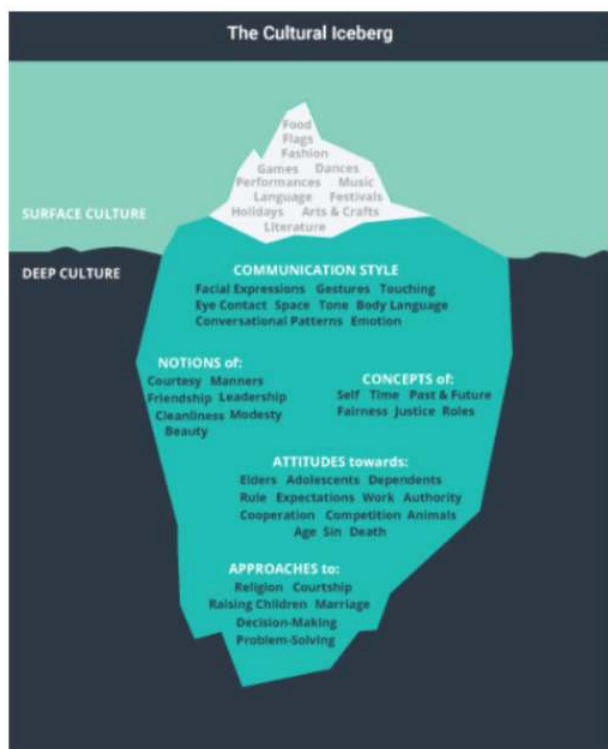 The Cultural Iceberg
Food
Flags
Fashion
Games Dances
Performances Music
Language Festivals
Holidays Arts & Crafts
Literature
SURFACE CULTURE
DEEP CULTURE
COMMUNICATION STYLE
Facial Expressions Gestures Touching
Eye Contact Space Tone Body Language
Conversational Patterns Emotion
NOTIONS of:
Courtesy Manners
Friendship Leadership
Cleanliness Modesty
Beauty
CONCEPTS of:
Self Time Past & Future
Fairness Justice Roles
ATTITUDES towards:
Elders Adolescents Dependents
Rule Expectations Work Authority
Cooperation Competition Animals
Age Sin Death
APPROACHES to:
Religion Courtship
Raising Children Marriage
Decision-Making
Problem-Solving